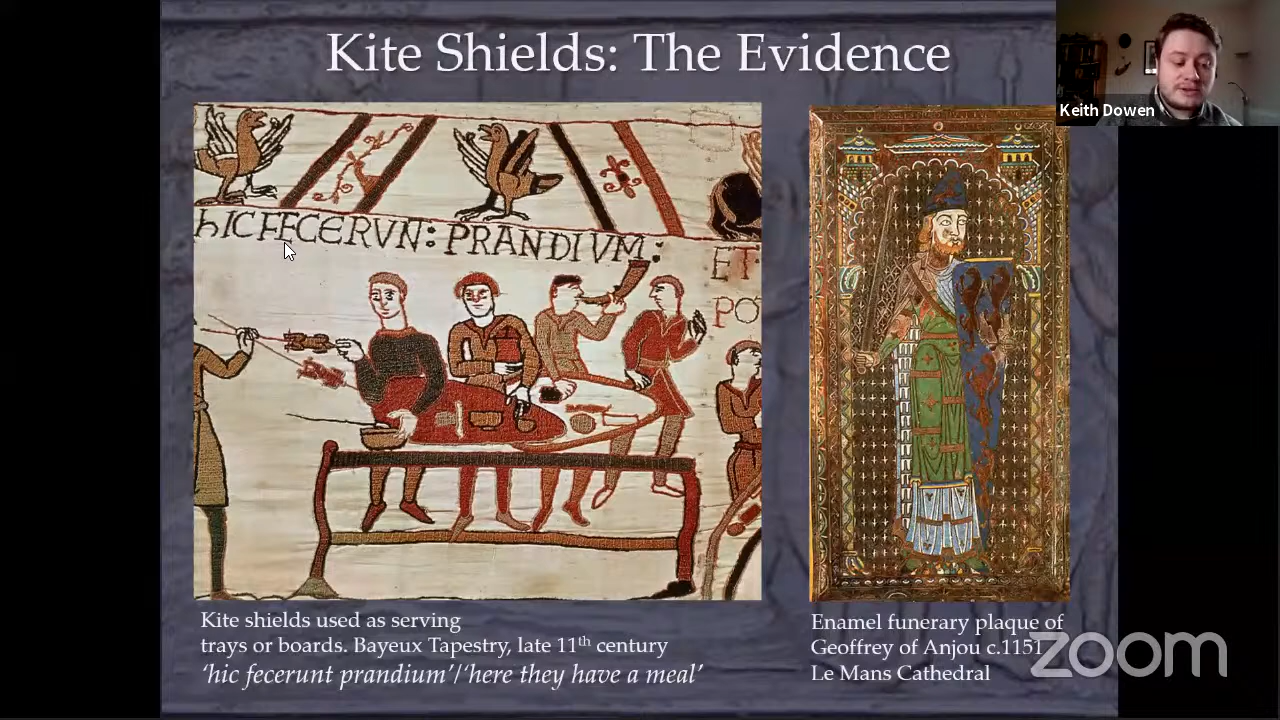 Kite Shields: The Evidence
Keith Dowen
hIC FECERVN: PRANDIVM:
ET·
PO
Kite shields used as serving
trays or boards. Bayeux Tapestry, late 11th century
‘hic fecerunt prandium’/‘here they have a meal’
Enamel funerary plaque of
Geoffrey of Anjou c.1151
Le Mans Cathedral
zoom